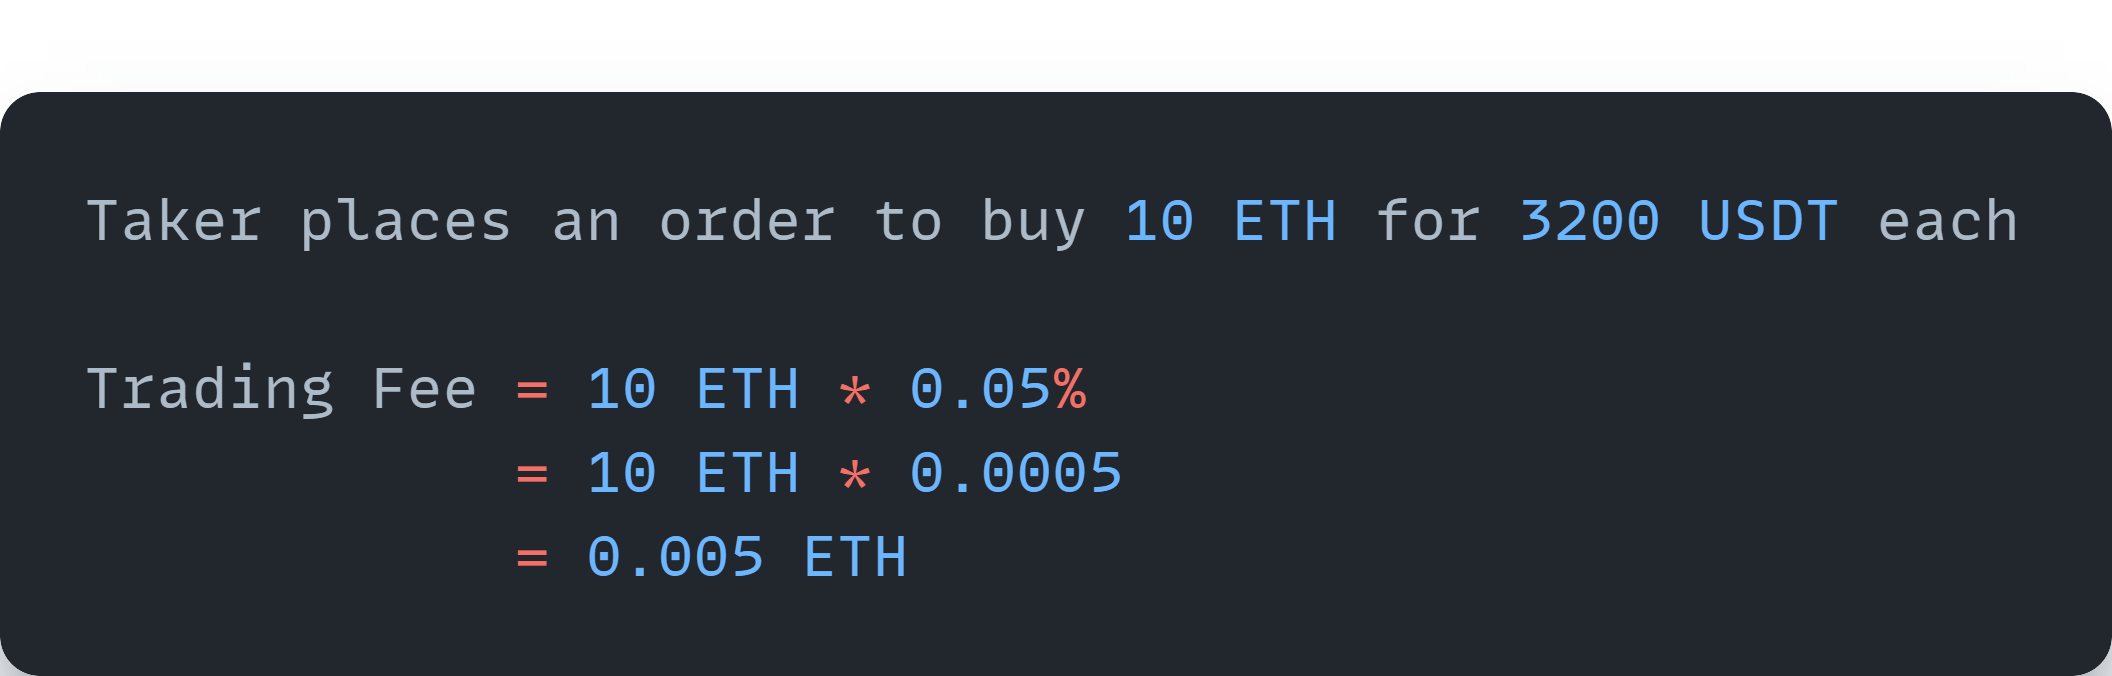 Taker places an order to buy 10 ETH for 3200 USDT each
Trading Fee = 10 ETH * 0.05%
= 10 ETH * 0.0005
= 0.005 ETH